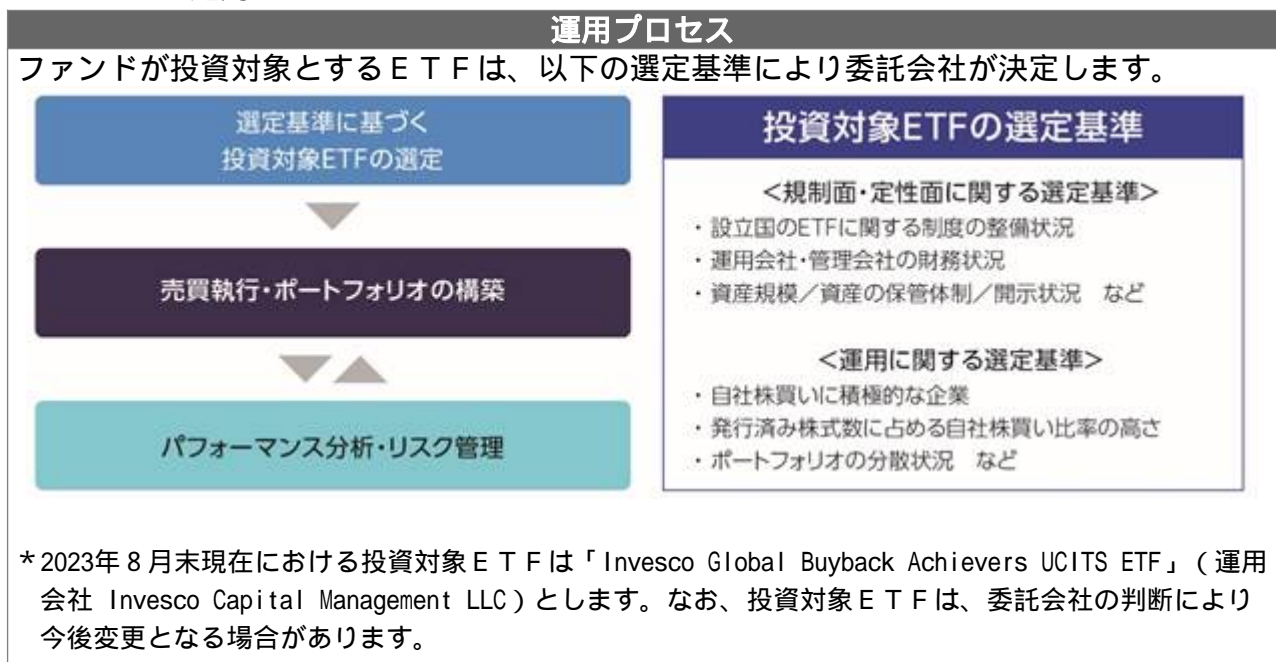 運用プロセス
ファンドが投資対象とするＥＴＦは、以下の選定基準により委託会社が決定します。
選定基準に基づく
投資対象ETFの選定
売買執行・ポートフォリオの構築
パフォーマンス分析・リスク管理
投資対象ETFの選定基準
＜規制面・定性面に関する選定基準＞
・設立国のETFに関する制度の整備状況
・運用会社・管理会社の財務状況
・資産規模／資産の保管体制／開示状況　など
＜運用に関する選定基準＞
・自社株買いに積極的な企業
・発行済み株式数に占める自社株買い比率の高さ
・ポートフォリオの分散状況　など
＊2023年８月末現在における投資対象ＥＴＦは「Invesco Global Buyback Achievers UCITS ETF」（運用
会社 Invesco Capital Management LLC）とします。なお、投資対象ＥＴＦは、委託会社の判断により
今後変更となる場合があります。